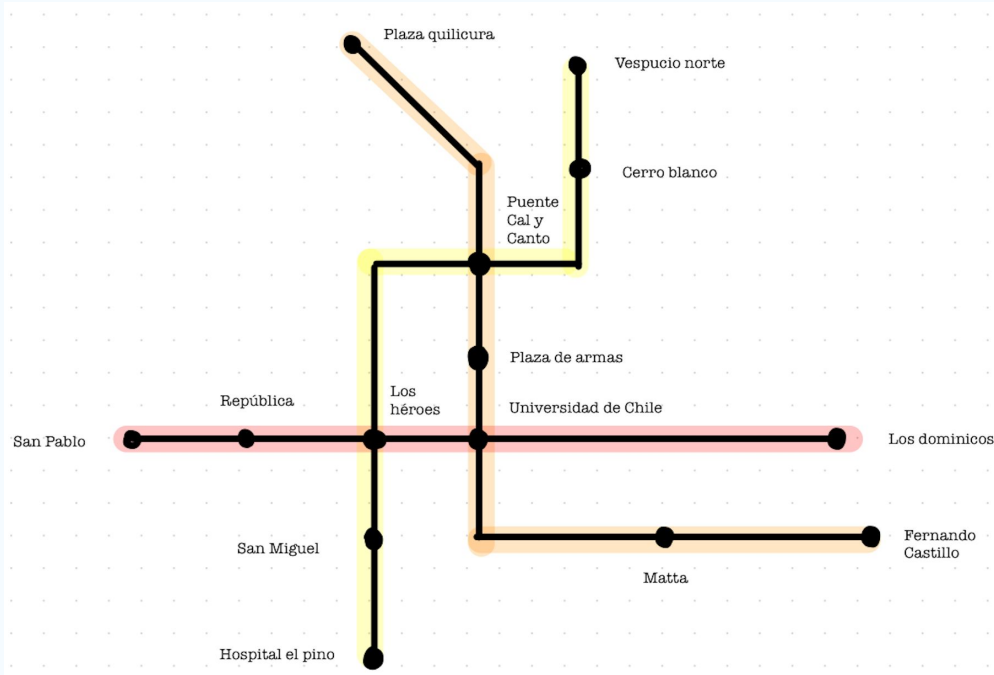 Plaza quilicura
Vespucio norte
Cerro blanco
Puente
Cal y
Canto
Plaza de armas
Los
héroes
República
Universidad de Chile
San Pablo
Los dominicos
San Miguel
Fernando
Castillo
Matta
Hospital el pino